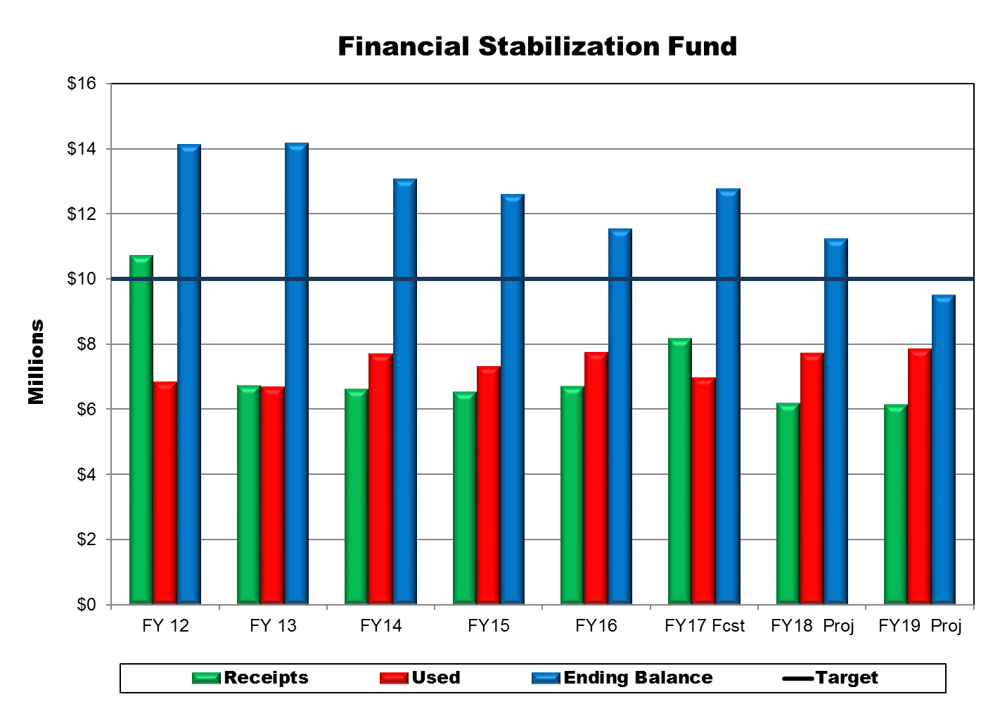 Financial Stabilization Fund
$16
$14
$12
$10
$8
$6
$4
$2
$0
Millions
FY 12 FY 13 FY14 FY15 FY16 FY17 Fcst FY18  Proj FY19  Proj
Receipts Used Ending Balance Target